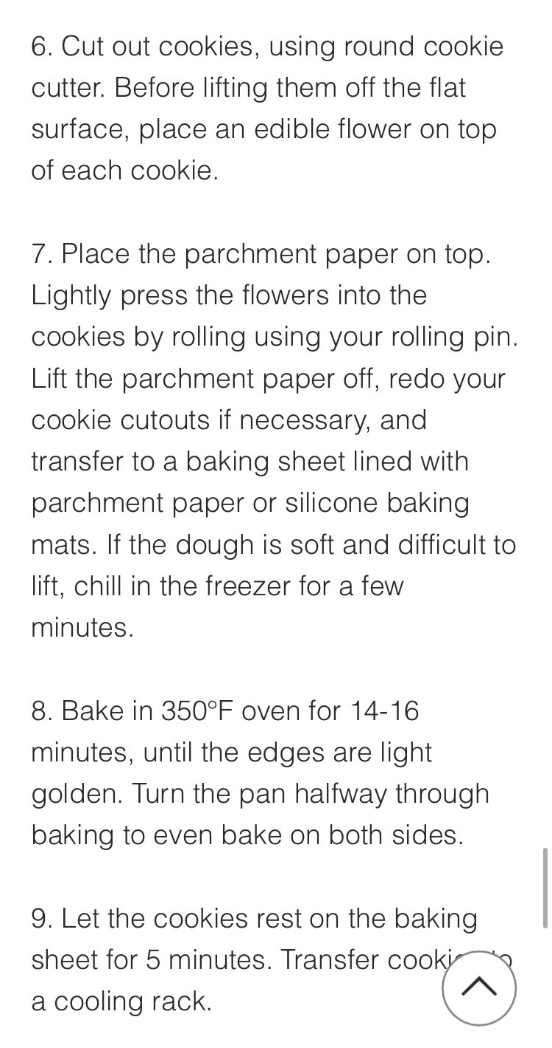 6. Cut out cookies, using round cookie
cutter. Before lifting them off the flat
surface, place an edible flower on top
of each cookie.
7. Place the parchment paper on top.
Lightly press the flowers into the
cookies by rolling using your rolling pin.
Lift the parchment paper off, redo your
cookie cutouts if necessary, and
transfer to a baking sheet lined with
parchment paper or silicone baking
mats. If the dough is soft and difficult to
lift, chill in the freezer for a few
minutes.
8. Bake in 350°F oven for 14-16
minutes, until the edges are light
golden. Turn the pan halfway through
baking to even bake on both sides.
9. Let the cookies rest on the baking
sheet for 5 minutes. Transfer
a cooling rack.